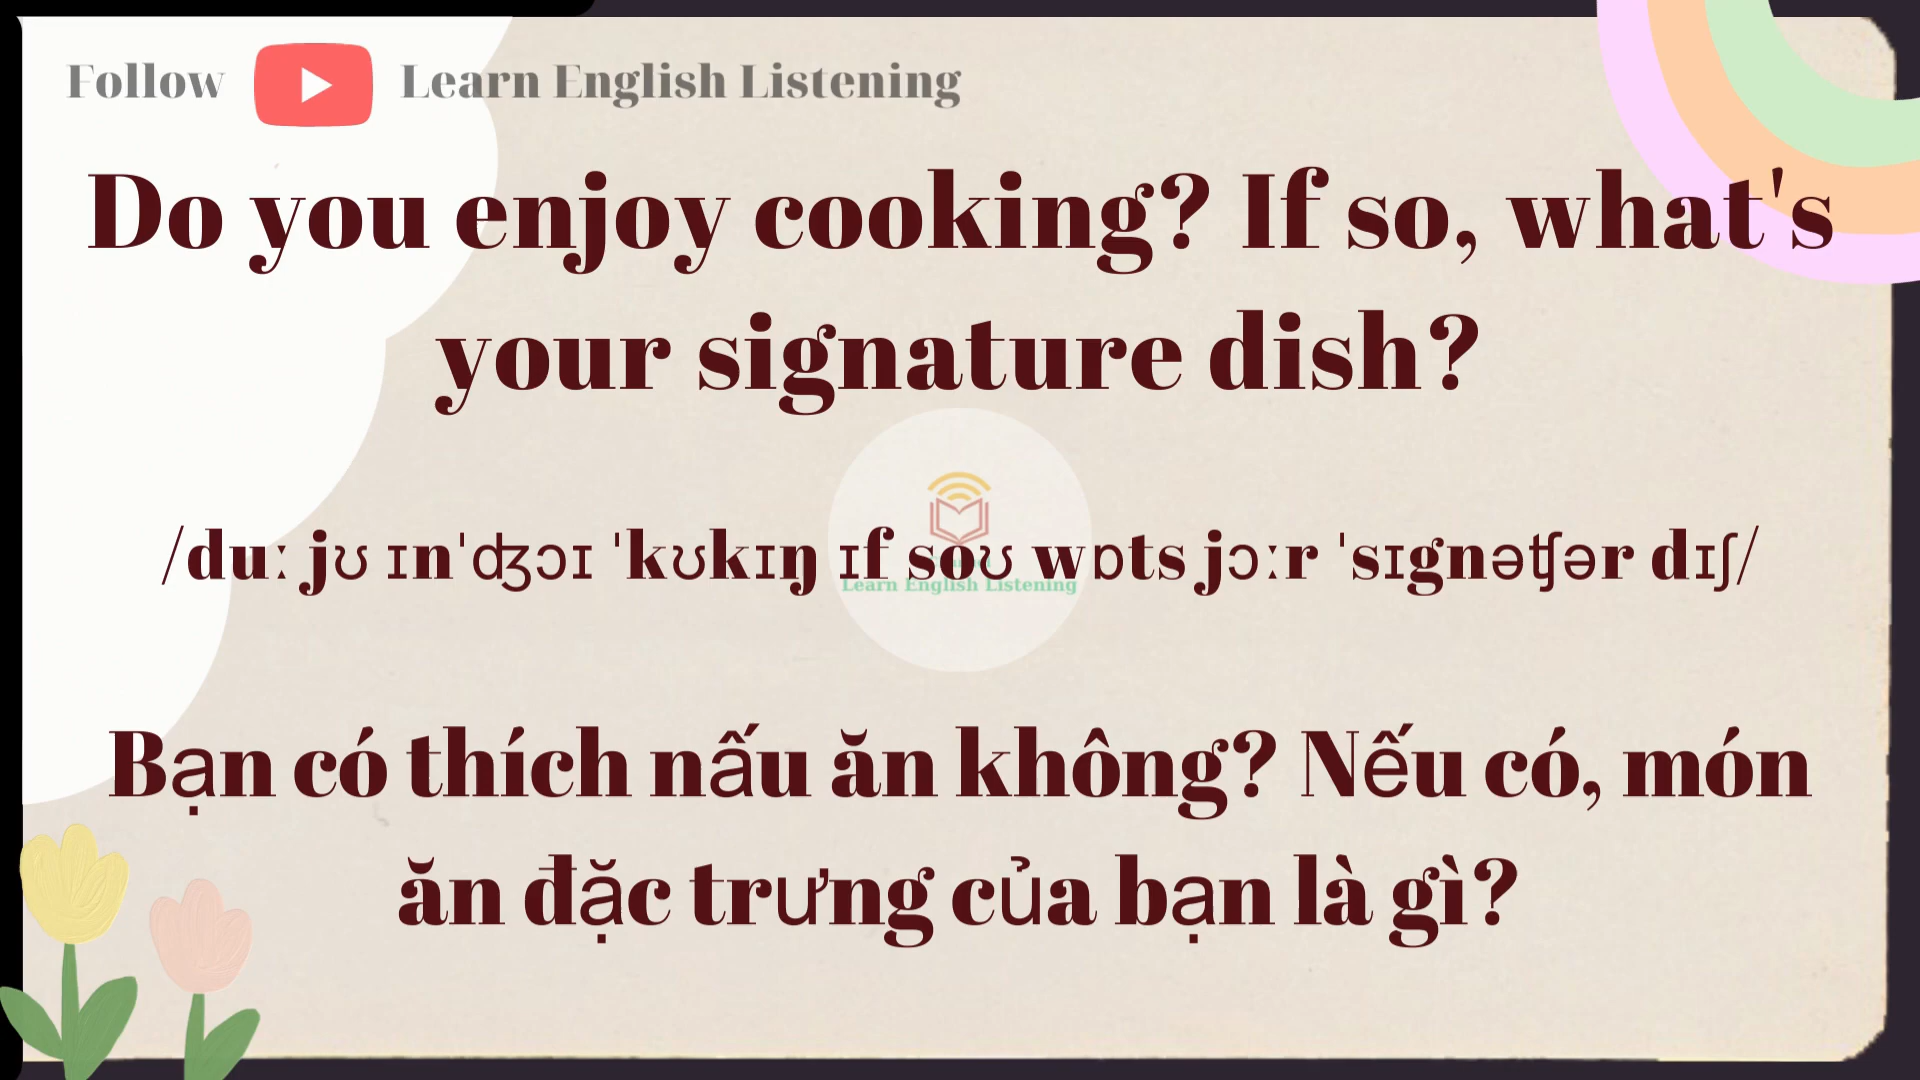 Follow Learn English Listening
Do you enjoy cooking? If so, what's
your signature dish?
/duː jʊ ɪnˈʤɔɪ ˈkʊkɪŋ ɪf soʊ wɒts jɔːr ˈsɪgnəʧər dɪʃ/
Learn English Listening
Bạn có thích nấu ăn không? Nếu có, món
ăn đặc trưng của bạn là gì?